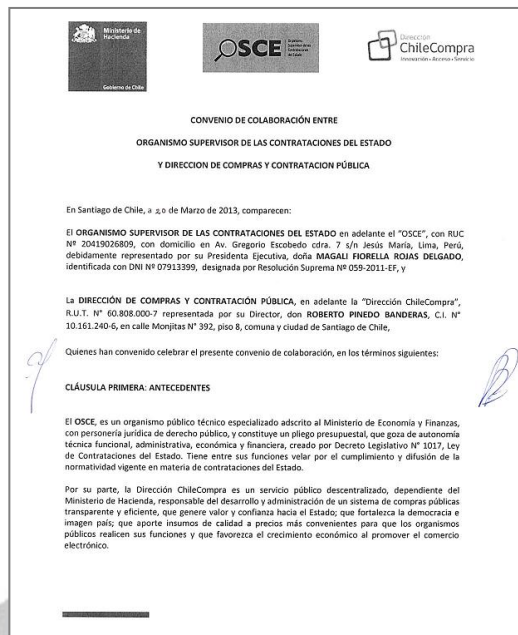 Ministerio de
Hacienda
Gobierno de Chile
OSCE
Dirección
ChileCompra
Innovación • Acceso • Servicio
CONVENIO DE COLABORACIÓN ENTRE
ORGANISMO SUPERVISOR DE LAS CONTRATACIONES DEL ESTADO
Y DIRECCION DE COMPRAS Y CONTRATACION PÚBLICA
En Santiago de Chile, a 20 de Marzo de 2013, comparecen:
El ORGANISMO SUPERVISOR DE LAS CONTRATACIONES DEL ESTADO en adelante el "OSCE", con RUC
Nº 20419026809, con domicilio en Av. Gregorio Escobedo cdra. 7 s/n Jesús María, Lima, Perú,
debidamente representado por su Presidenta Ejecutiva, doña MAGALI FIORELLA ROJAS DELGADO,
identificada con DNI Nº 07913399, designada por Resolución Suprema Nº 059-2011-EF, y
La DIRECCIÓN DE COMPRAS Y CONTRATACIÓN PÚBLICA, en adelante la "Dirección ChileCompra",
R.U.T. N° 60.808.000-7 representada por su Director, don ROBERTO PINEDO BANDERAS, C.I. N°
10.161.240-6, en calle Monjitas N° 392, piso 8, comuna y ciudad de Santiago de Chile,
Quienes han convenido celebrar el presente convenio de colaboración, en los términos siguientes:
CLÁUSULA PRIMERA: ANTECEDENTES
El OSCE, es un organismo público técnico especializado adscrito al Ministerio de Economía y Finanzas,
con personería jurídica de derecho público, y constituye un pliego presupuestal, que goza de autonomía
técnica funcional, administrativa, económica y financiera, creado por Decreto Legislativo N° 1017, Ley
de Contrataciones del Estado. Tiene entre sus funciones velar por el cumplimiento y difusión de la
normatividad vigente en materia de contrataciones del Estado.
Por su parte, la Dirección ChileCompra es un servicio público descentralizado, dependiente del
Ministerio de Hacienda, responsable del desarrollo y administración de un sistema de compras públicas
transparente y eficiente, que genere valor y confianza hacia el Estado; que fortalezca la democracia e
imagen país; que aporte insumos de calidad a precios más convenientes para que los organismos
públicos realicen sus funciones y que favorezca el crecimiento económico al promover el comercio
electrónico.